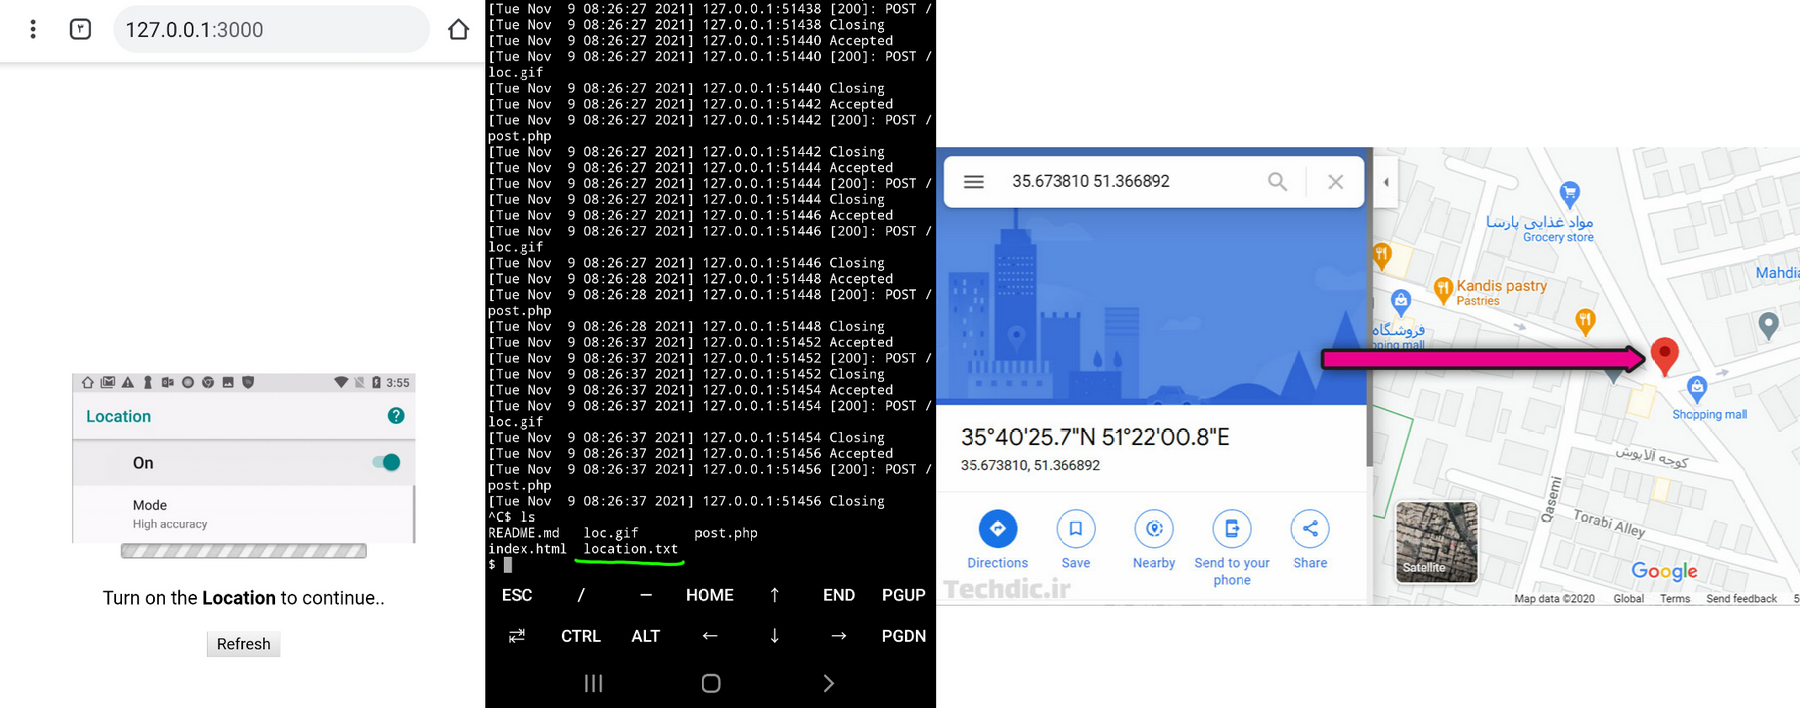 ۲
127.0.0.1:3000
3:55
Location
?
On
Mode
High accuracy
Turn on the Location to continue..
Refresh
[Tue Nov  9 08:26:27 2021] 127.0.0.1:51438 [200]: POST /
[Tue Nov  9 08:26:27 2021] 127.0.0.1:51438 Closing
[Tue Nov  9 08:26:27 2021] 127.0.0.1:51440 Accepted
[Tue Nov  9 08:26:27 2021] 127.0.0.1:51440 [200]: POST /
loc.gif
[Tue Nov  9 08:26:27 2021] 127.0.0.1:51440 Closing
[Tue Nov  9 08:26:27 2021] 127.0.0.1:51442 Accepted
[Tue Nov  9 08:26:27 2021] 127.0.0.1:51442 [200]: POST /
post.php
[Tue Nov  9 08:26:27 2021] 127.0.0.1:51442 Closing
[Tue Nov  9 08:26:27 2021] 127.0.0.1:51444 Accepted
[Tue Nov  9 08:26:27 2021] 127.0.0.1:51444 [200]: POST /
[Tue Nov  9 08:26:27 2021] 127.0.0.1:51444 Closing
[Tue Nov  9 08:26:27 2021] 127.0.0.1:51446 Accepted
[Tue Nov  9 08:26:27 2021] 127.0.0.1:51446 [200]: POST /
loc.gif
[Tue Nov  9 08:26:27 2021] 127.0.0.1:51446 Closing
[Tue Nov  9 08:26:28 2021] 127.0.0.1:51448 Accepted
[Tue Nov  9 08:26:28 2021] 127.0.0.1:51448 [200]: POST /
post.php
[Tue Nov  9 08:26:28 2021] 127.0.0.1:51448 Closing
[Tue Nov  9 08:26:37 2021] 127.0.0.1:51452 Accepted
[Tue Nov  9 08:26:37 2021] 127.0.0.1:51452 [200]: POST /
[Tue Nov  9 08:26:37 2021] 127.0.0.1:51452 Closing
[Tue Nov  9 08:26:37 2021] 127.0.0.1:51454 Accepted
[Tue Nov  9 08:26:37 2021] 127.0.0.1:51454 [200]: POST /
loc.gif
[Tue Nov  9 08:26:37 2021] 127.0.0.1:51454 Closing
[Tue Nov  9 08:26:37 2021] 127.0.0.1:51456 Accepted
[Tue Nov  9 08:26:37 2021] 127.0.0.1:51456 [200]: POST /
post.php
[Tue Nov  9 08:26:37 2021] 127.0.0.1:51456 Closing
^C$ ls
README.md   loc.gif       post.php
index.html  location.txt
$
ESC / — HOME ↑ END PGUP
⇄ CTRL ALT ← ↓ → PGDN
35.673810 51.366892
35°40'25.7"N 51°22'00.8"E
35.673810, 51.366892
Directions
Save
Nearby
Send to your
phone
Share
Techdic.ir
مواد غذایی پارسا
Grocery store
Mahdia
Kandis pastry
Pastries
فروشگاه
pping mall
Shopping mall
کوچه آلاپوش
Qasemi
Torabi Alley
Satellite
Google
Map data ©2020 Global Terms Send feedback 5